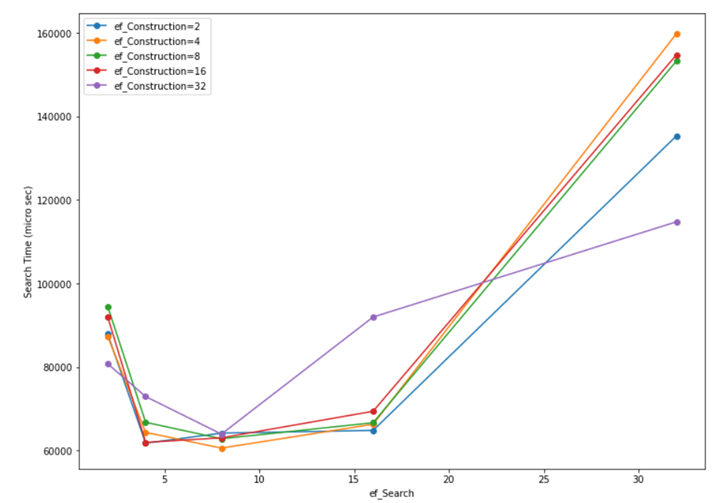 ef_Construction=2
ef_Construction=4
ef_Construction=8
ef_Construction=16
ef_Construction=32
160000
140000
120000
100000
80000
60000
Search Time (micro sec)
5 10 15 20 25 30
ef_Search